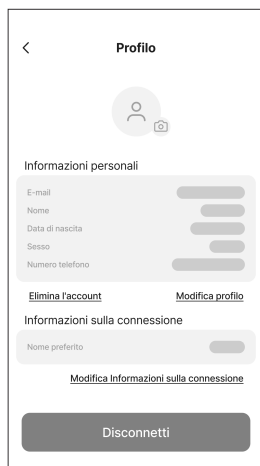 Profilo
Informazioni personali
E-mail
Nome
Data di nascita
Sesso
Numero telefono
Elimina l'account Modifica profilo
Informazioni sulla connessione
Nome preferito
Modifica Informazioni sulla connessione
Disconnetti